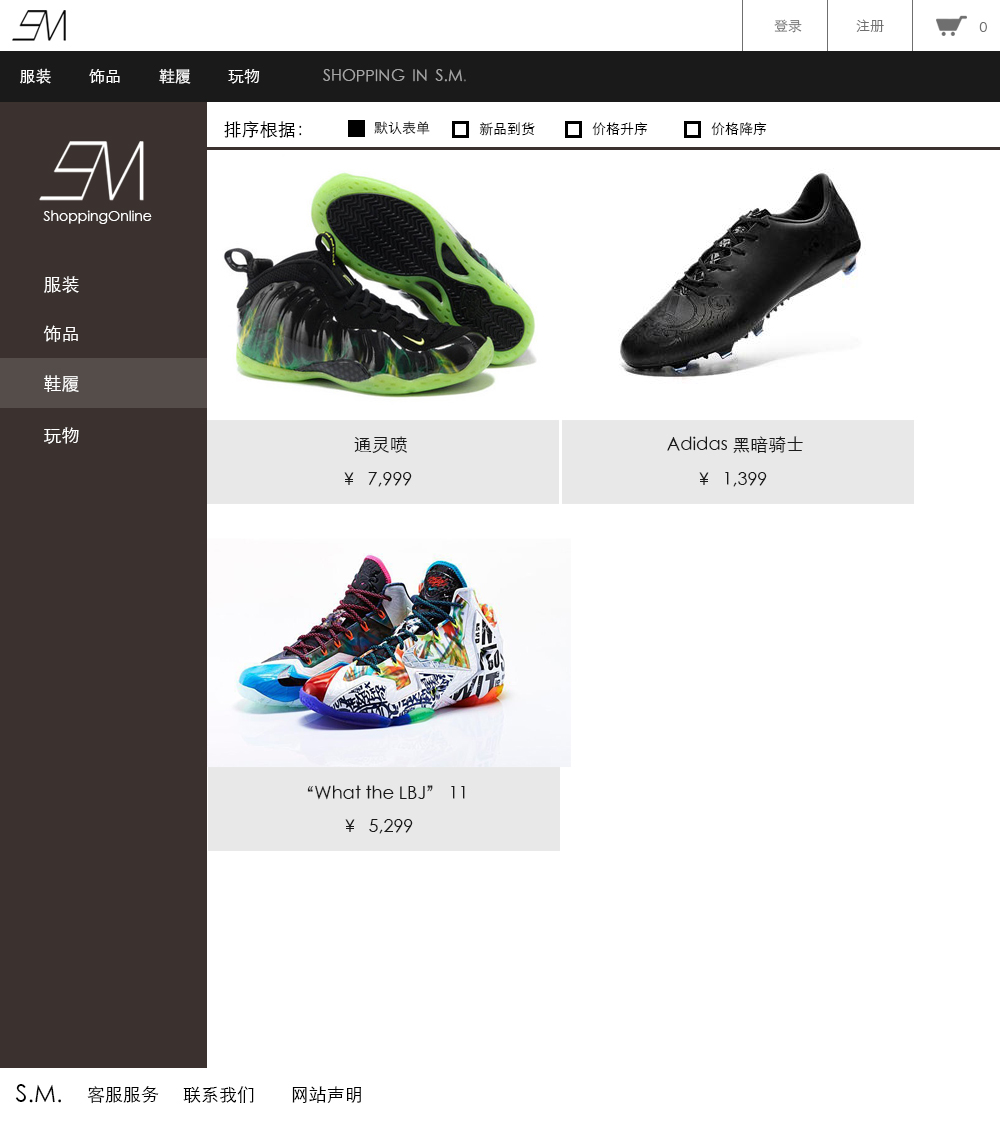 SM
登录 注册 0
服装 饰品 鞋履 玩物 SHOPPING IN S.M.
SM
ShoppingOnline
服装
饰品
鞋履
玩物
排序根据： 默认表单 新品到货 价格升序 价格降序
通灵喷
¥ 7,999
Adidas 黑暗骑士
¥ 1,399
“What the LBJ” 11
¥ 5,299
S.M. 客服服务 联系我们 网站声明